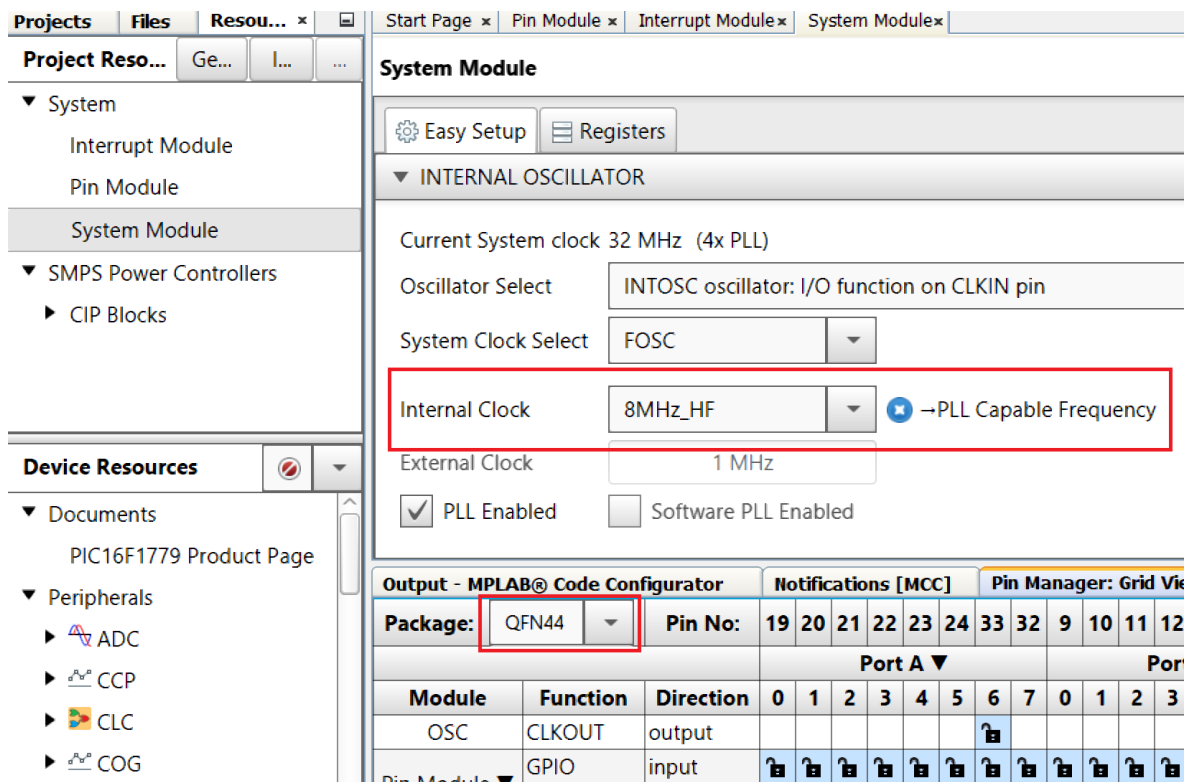 Projects Files Resou... × Start Page × Pin Module × Interrupt Module× System Module×
Project Reso... Ge... I... ...
System
Interrupt Module
Pin Module
System Module
SMPS Power Controllers
CIP Blocks
System Module
Easy Setup Registers
INTERNAL OSCILLATOR
Current System clock 32 MHz (4x PLL)
Oscillator Select INTOSC oscillator: I/O function on CLKIN pin
System Clock Select FOSC
Internal Clock 8MHz_HF →PLL Capable Frequency
External Clock 1 MHz
PLL Enabled Software PLL Enabled
Device Resources
Documents
PIC16F1779 Product Page
Peripherals
ADC
CCP
CLC
COG
Output - MPLAB® Code Configurator Notifications [MCC] Pin Manager: Grid Vie
Package: QFN44 Pin No: 19 20 21 22 23 24 33 32 9 10 11 12
Port A ▼ Por
Module Function Direction 0 1 2 3 4 5 6 7 0 1 2 3
OSC CLKOUT output
Pin Module ▼ GPIO input